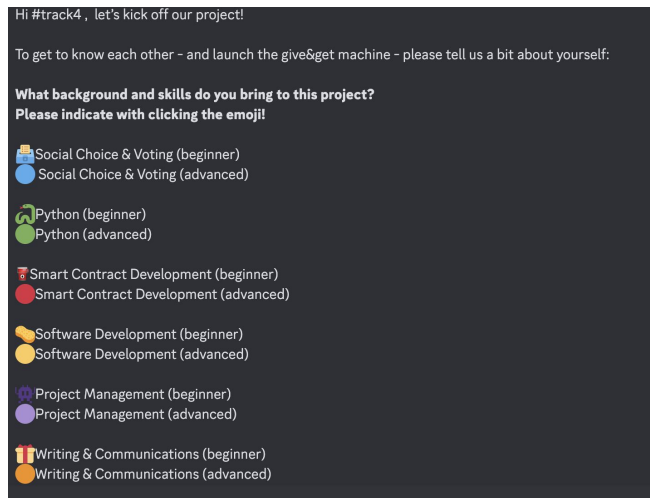 Hi #track4 , let's kick off our project!
To get to know each other - and launch the give&get machine - please tell us a bit about yourself:
What background and skills do you bring to this project?
Please indicate with clicking the emoji!
Social Choice & Voting (beginner)
Social Choice & Voting (advanced)
Python (beginner)
Python (advanced)
Smart Contract Development (beginner)
Smart Contract Development (advanced)
Software Development (beginner)
Software Development (advanced)
Project Management (beginner)
Project Management (advanced)
Writing & Communications (beginner)
Writing & Communications (advanced)